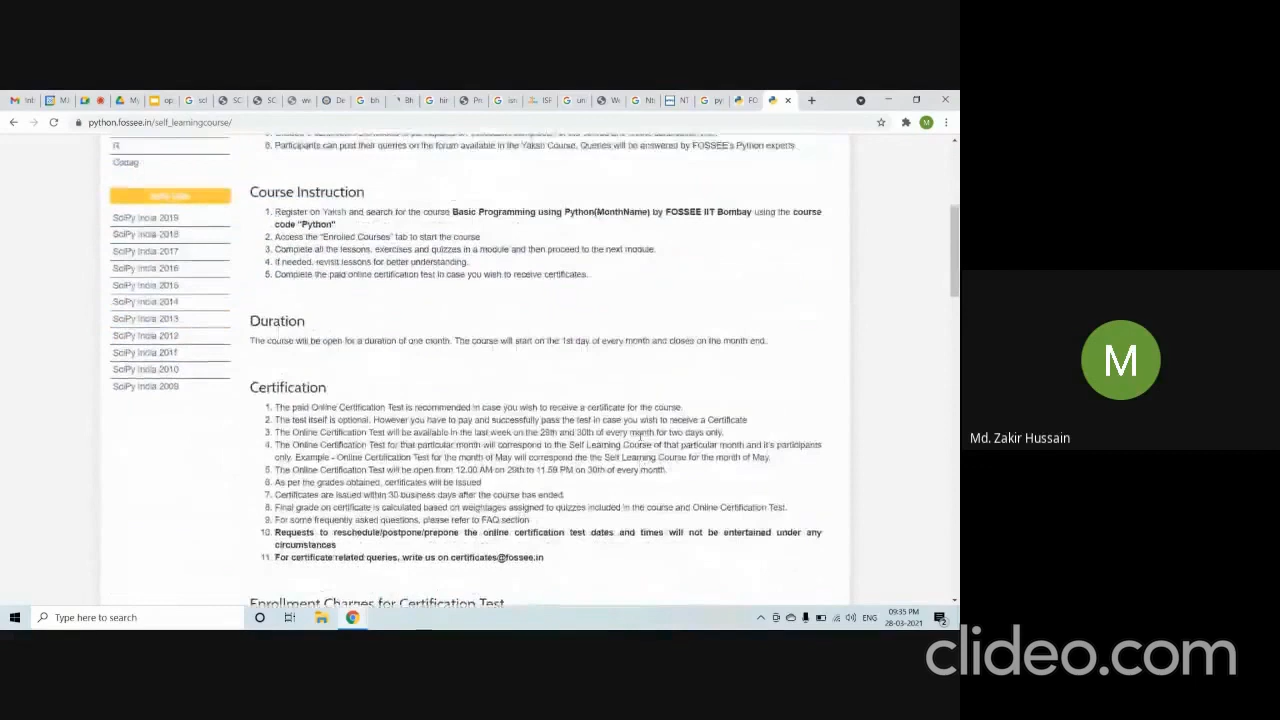 python.fossee.in/self_learningcourse/
R
6. Participants can post their queries on the forum available in the Yaksh Course. Queries will be answered by FOSSEE's Python experts
Course Instruction
1. Register on Yaksh and search for the course Basic Programming using Python(MonthName) by FOSSEE IIT Bombay using the course
code "Python"
2. Access the "Enrolled Courses" tab to start the course
3. Complete all the lessons, exercises and quizzes in a module and then proceed to the next module.
4. If needed, revisit lessons for better understanding.
5. Complete the paid online certification test in case you wish to receive certificates.
SciPy India 2019
SciPy India 2018
SciPy India 2017
SciPy India 2016
SciPy India 2015
SciPy India 2014
SciPy India 2013
SciPy India 2012
SciPy India 2011
SciPy India 2010
SciPy India 2009
Duration
The course will be open for a duration of one month. The course will start on the 1st day of every month and closes on the month end.
Certification
1. The paid Online Certification Test is recommended in case you wish to receive a certificate for the course.
2. The test itself is optional. However you have to pay and successfully pass the test in case you wish to receive a Certificate
3. The Online Certification Test will be available in the last week on the 29th and 30th of every month for two days only.
4. The Online Certification Test for that particular month will correspond to the Self Learning Course of that particular month and it's participants
only. Example - Online Certification Test for the month of May will correspond the the Self Learning Course for the month of May.
5. The Online Certification Test will be open from 12.00 AM on 29th to 11.59 PM on 30th of every month.
6. As per the grades obtained, certificates will be issued
7. Certificates are issued within 30 business days after the course has ended.
8. Final grade on certificate is calculated based on weightages assigned to quizzes included in the course and Online Certification Test.
9. For some frequently asked questions, please refer to FAQ section
10. Requests to reschedule/postpone/prepone the online certification test dates and times will not be entertained under any
circumstances
11. For certificate related queries, write us on certificates@fossee.in
Enrollment Charges for Certification Test
Type here to search
ENG
09:35 PM
28-03-2021
M
Md. Zakir Hussain
clideo.com